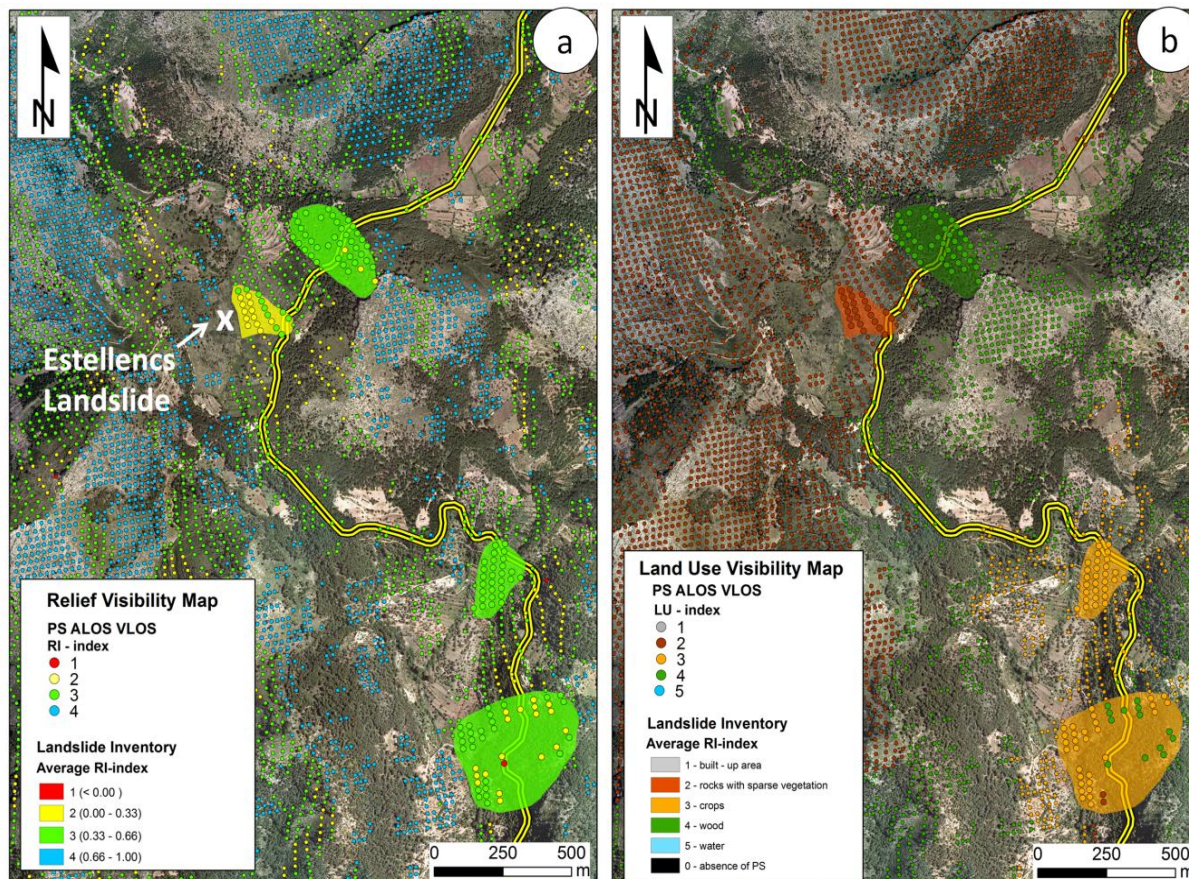 N
a
X
Estellencs
Landslide
Relief Visibility Map
PS ALOS VLOS
RI - index
1
2
3
4
Landslide Inventory
Average RI-index
1 (< 0.00 )
2 (0.00 - 0.33)
3 (0.33 - 0.66)
4 (0.66 - 1.00)
0 250 500
m
N
b
Land Use Visibility Map
PS ALOS VLOS
LU - index
1
2
3
4
5
Landslide Inventory
Average RI-index
1 - built - up area
2 - rocks with sparse vegetation
3 - crops
4 - wood
5 - water
0 - absence of PS
0 250 500
m